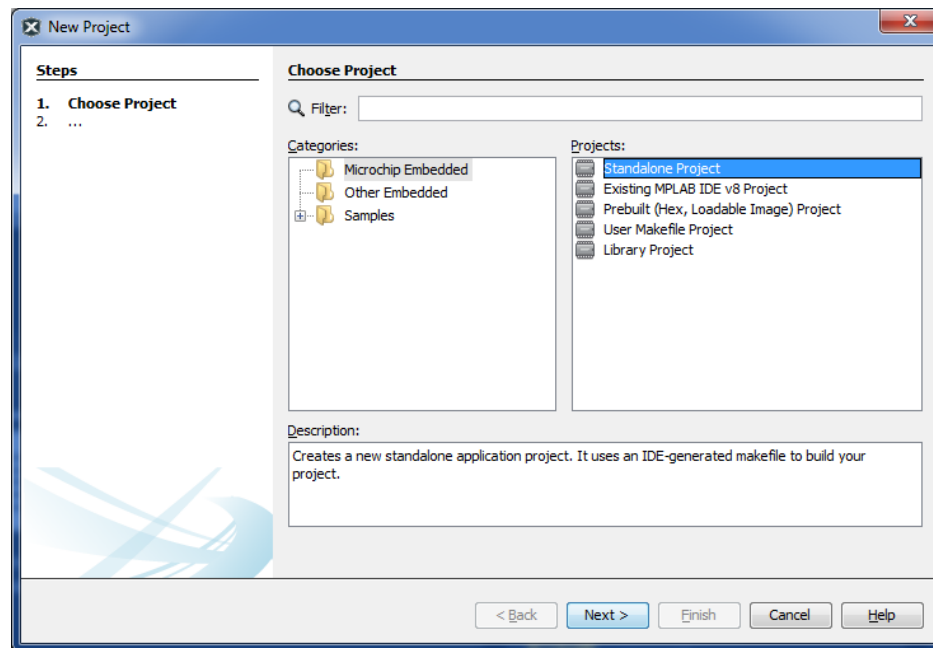 New Project
Steps
1. Choose Project
2. ...
Choose Project
Filter:
Categories:
Microchip Embedded
Other Embedded
Samples
Projects:
Standalone Project
Existing MPLAB IDE v8 Project
Prebuilt (Hex, Loadable Image) Project
User Makefile Project
Library Project
Description:
Creates a new standalone application project. It uses an IDE-generated makefile to build your
project.
< Back
Next >
Finish
Cancel
Help